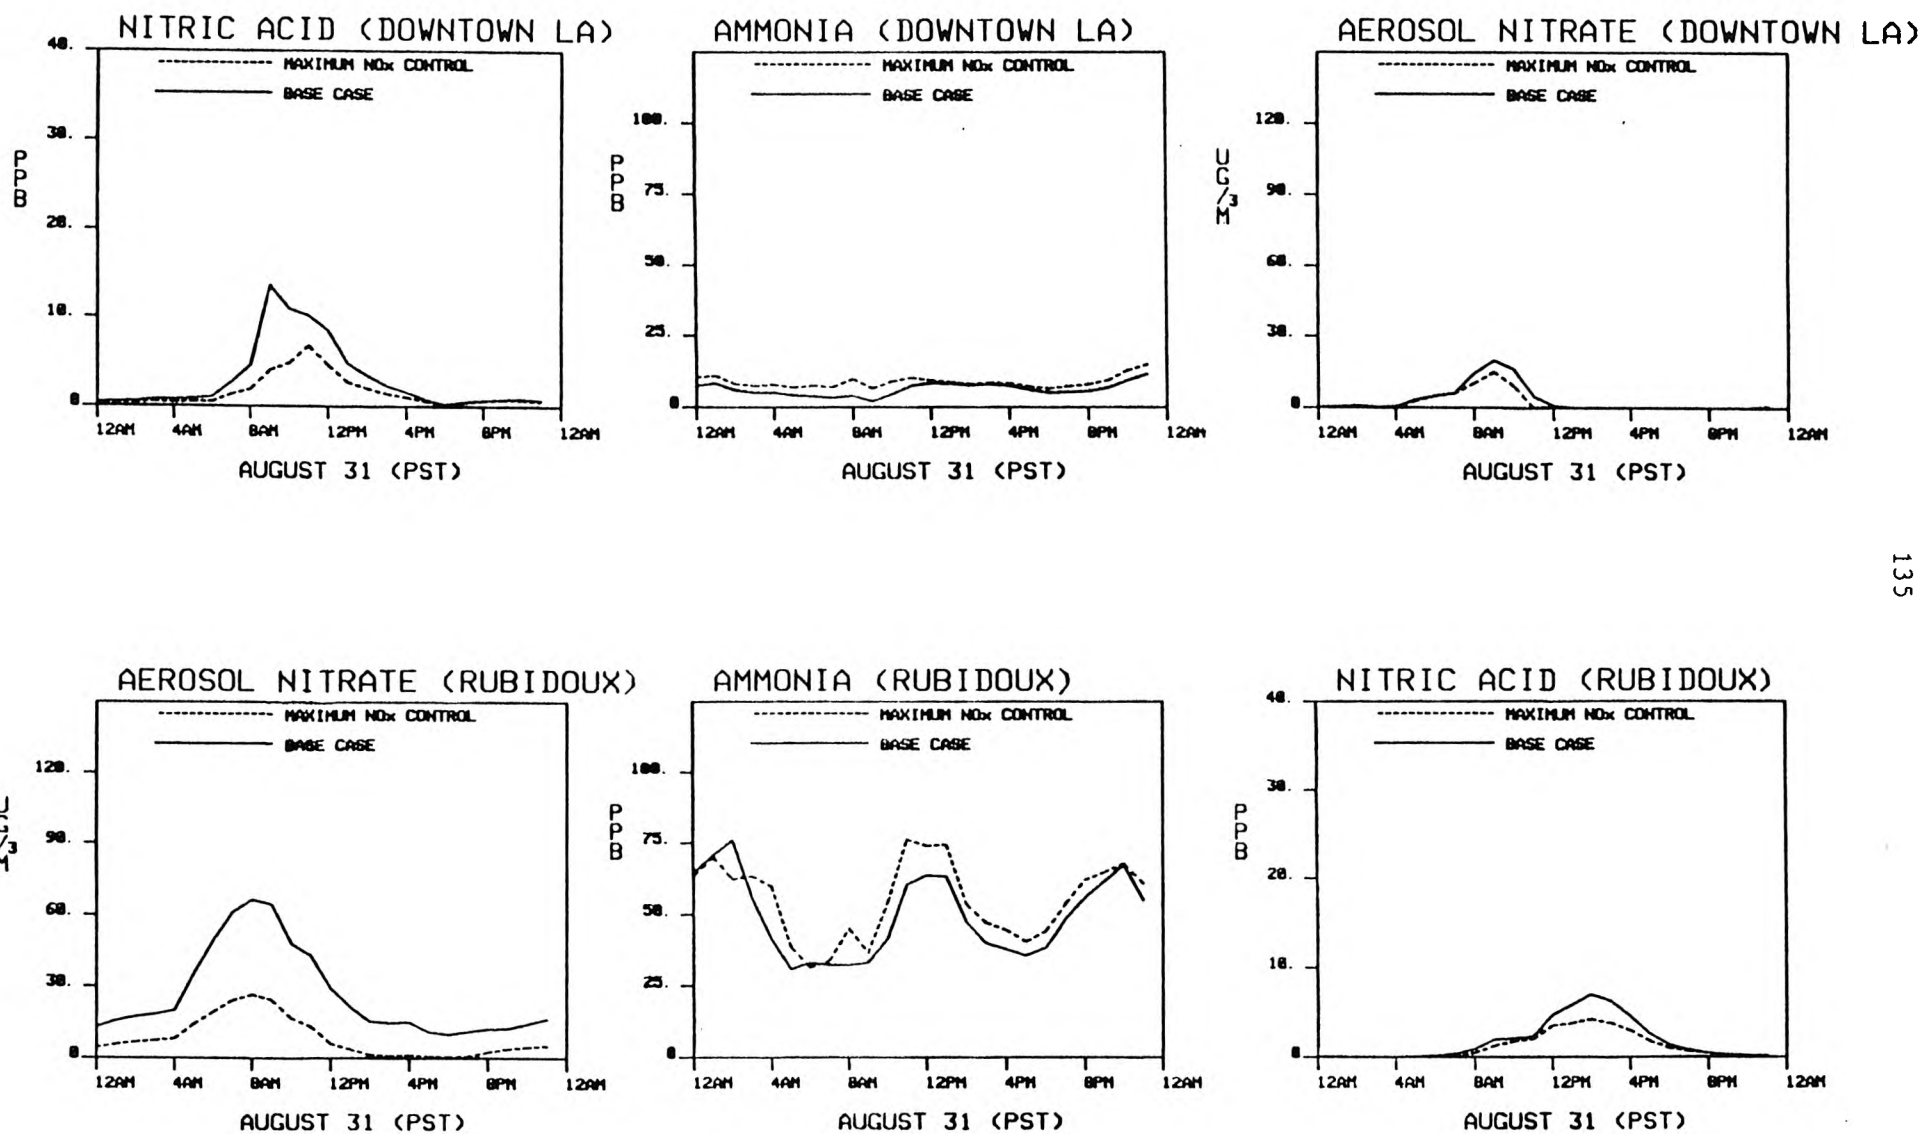 NITRIC ACID (DOWNTOWN LA)
MAXIMUM NOx CONTROL
BASE CASE
40.
30.
20.
10.
0
PPB
12AM 4AM 8AM 12PM 4PM 8PM 12AM
AUGUST 31 (PST)
AMMONIA (DOWNTOWN LA)
MAXIMUM NOx CONTROL
BASE CASE
100.
75.
50.
25.
0
PPB
12AM 4AM 8AM 12PM 4PM 8PM 12AM
AUGUST 31 (PST)
AEROSOL NITRATE (DOWNTOWN LA)
MAXIMUM NOx CONTROL
BASE CASE
120.
90.
60.
30.
0
UG/M3
12AM 4AM 8AM 12PM 4PM 8PM 12AM
AUGUST 31 (PST)
135
AEROSOL NITRATE (RUBIDOUX)
MAXIMUM NOx CONTROL
BASE CASE
120.
90.
60.
30.
0
12AM 4AM 8AM 12PM 4PM 8PM 12AM
AUGUST 31 (PST)
AMMONIA (RUBIDOUX)
MAXIMUM NOx CONTROL
BASE CASE
100.
75.
50.
25.
0
PPB
12AM 4AM 8AM 12PM 4PM 8PM 12AM
AUGUST 31 (PST)
NITRIC ACID (RUBIDOUX)
MAXIMUM NOx CONTROL
BASE CASE
40.
30.
20.
10.
0
PPB
12AM 4AM 8AM 12PM 4PM 8PM 12AM
AUGUST 31 (PST)